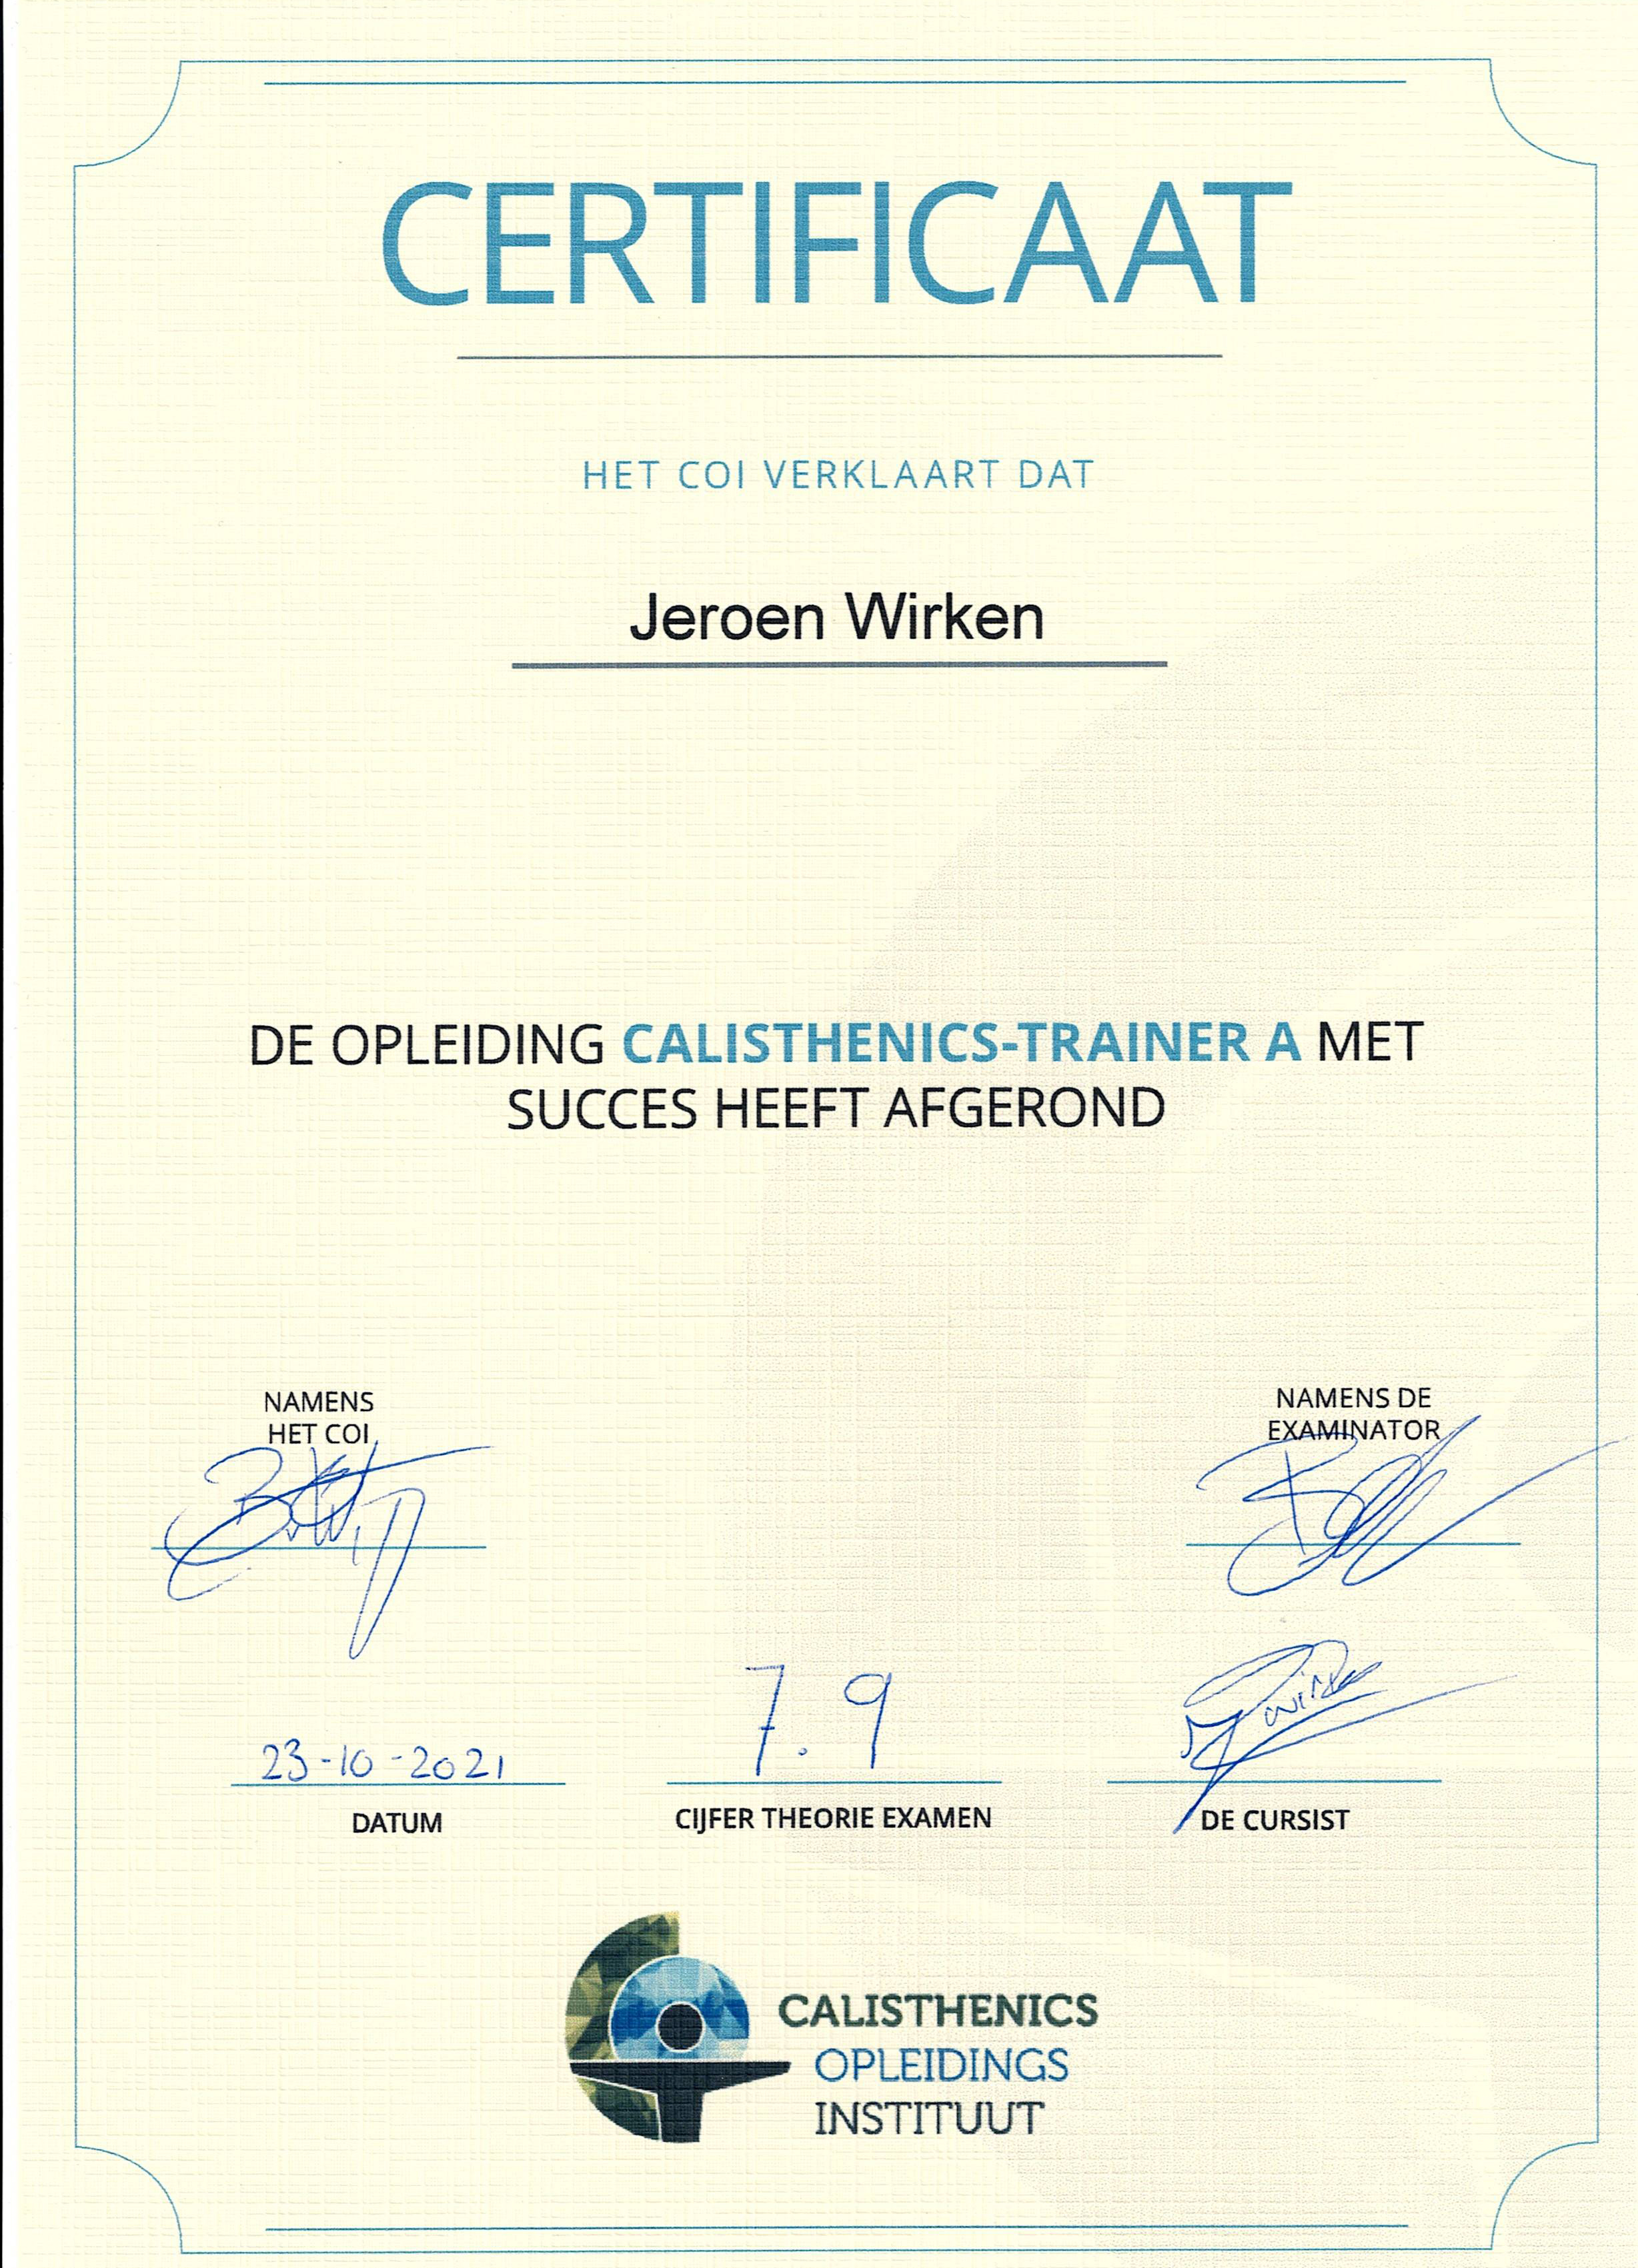 CERTIFICAAT
HET COI VERKLAART DAT
Jeroen Wirken
DE OPLEIDING CALISTHENICS-TRAINER A MET
SUCCES HEEFT AFGEROND
NAMENS
HET COI
NAMENS DE
EXAMINATOR
23-10-2021
7.9
DATUM
CIJFER THEORIE EXAMEN
DE CURSIST
CALISTHENICS
OPLEIDINGS
INSTITUUT